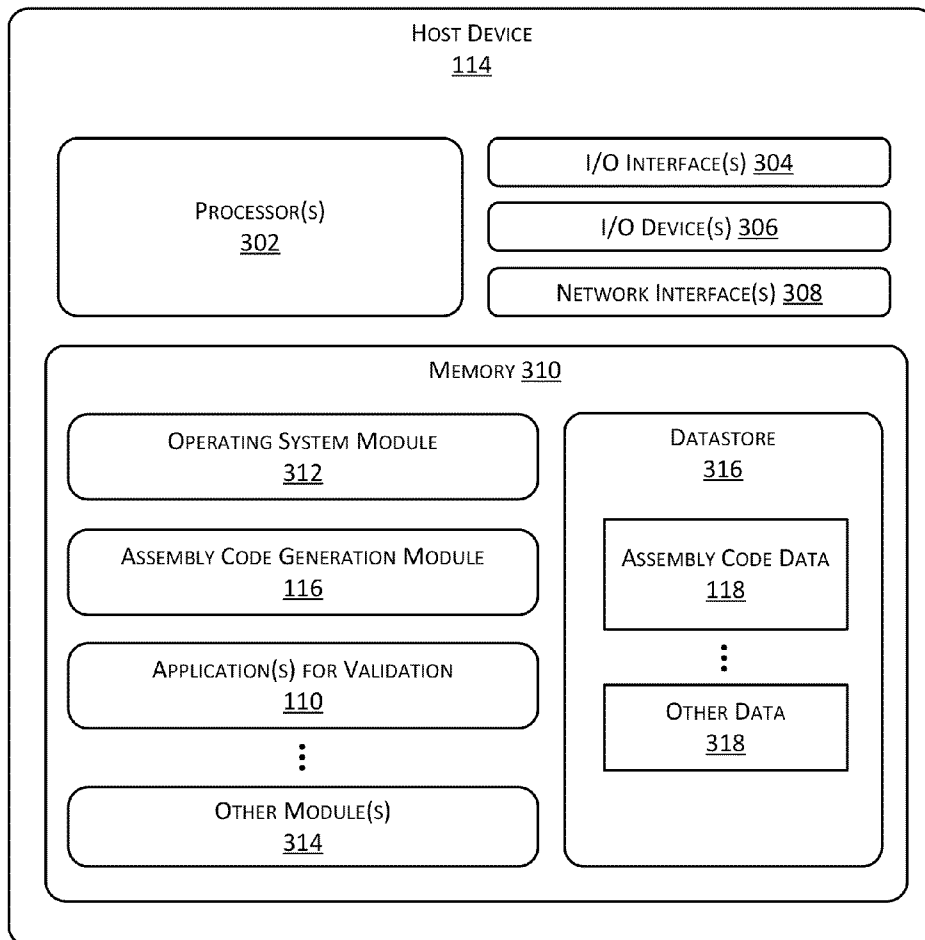 HOST DEVICE
114
PROCESSOR(S)
302
I/O INTERFACE(S) 304
I/O DEVICE(S) 306
NETWORK INTERFACE(S) 308
MEMORY 310
OPERATING SYSTEM MODULE
312
ASSEMBLY CODE GENERATION MODULE
116
APPLICATION(S) FOR VALIDATION
110
OTHER MODULE(S)
314
DATASTORE
316
ASSEMBLY CODE DATA
118
OTHER DATA
318